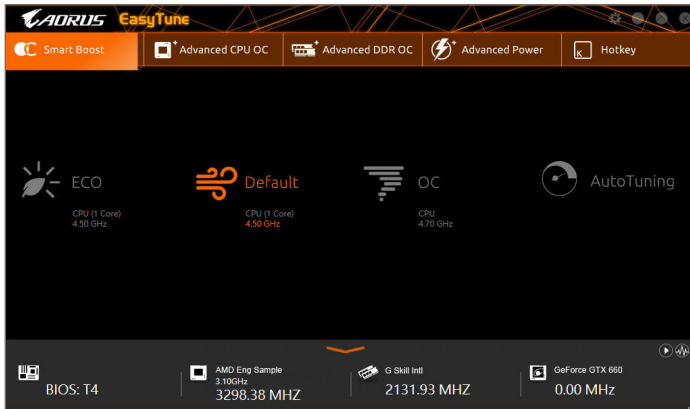 AORUS EasyTune
Smart Boost
Advanced CPU OC
Advanced DDR OC
Advanced Power
K
Hotkey
ECO
CPU (1 Core)
4.50 GHz
Default
CPU (1 Core)
4.50 GHz
OC
CPU
4.70 GHz
AutoTuning
BIOS: T4
AMD Eng Sample
3.10GHz
3298.38 MHZ
G Skill Intl
2131.93 MHZ
GeForce GTX 660
0.00 MHz